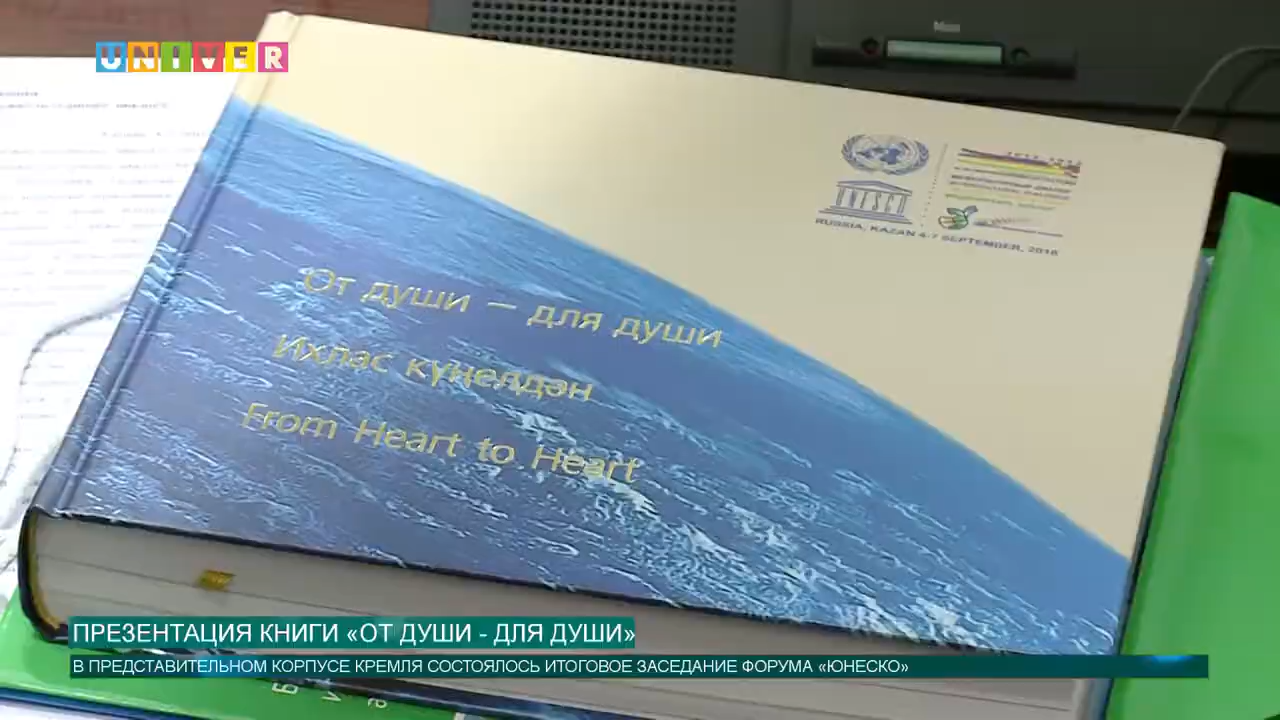 UNIVER
UNESCO
RUSSIA, KAZAN 4-7 SEPTEMBER, 2016
От души – для души
Ихлас күңелдән
From Heart to Heart
ПРЕЗЕНТАЦИЯ КНИГИ «ОТ ДУШИ - ДЛЯ ДУШИ»
В ПРЕДСТАВИТЕЛЬНОМ КОРПУСЕ КРЕМЛЯ СОСТОЯЛОСЬ ИТОГОВОЕ ЗАСЕДАНИЕ ФОРУМА «ЮНЕСКО»